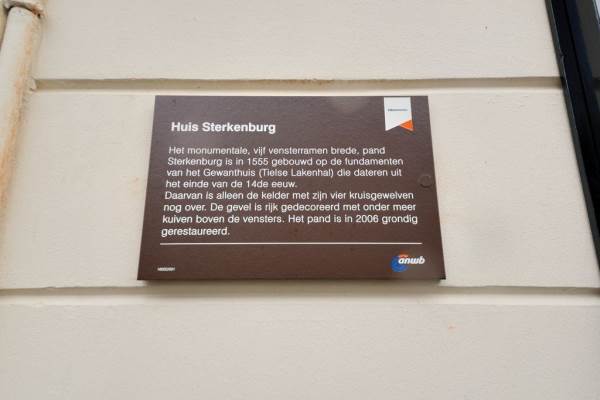 Huis Sterkenburg
Het monumentale, vijf vensterramen brede, pand
Sterkenburg is in 1555 gebouwd op de fundamenten
van het Gewanthuis (Tielse Lakenhal) die dateren uit
het einde van de 14de eeuw.
Daarvan is alleen de kelder met zijn vier kruisgewelven
nog over. De gevel is rijk gedecoreerd met onder meer
kuiven boven de vensters. Het pand is in 2006 grondig
gerestaureerd.
anwb